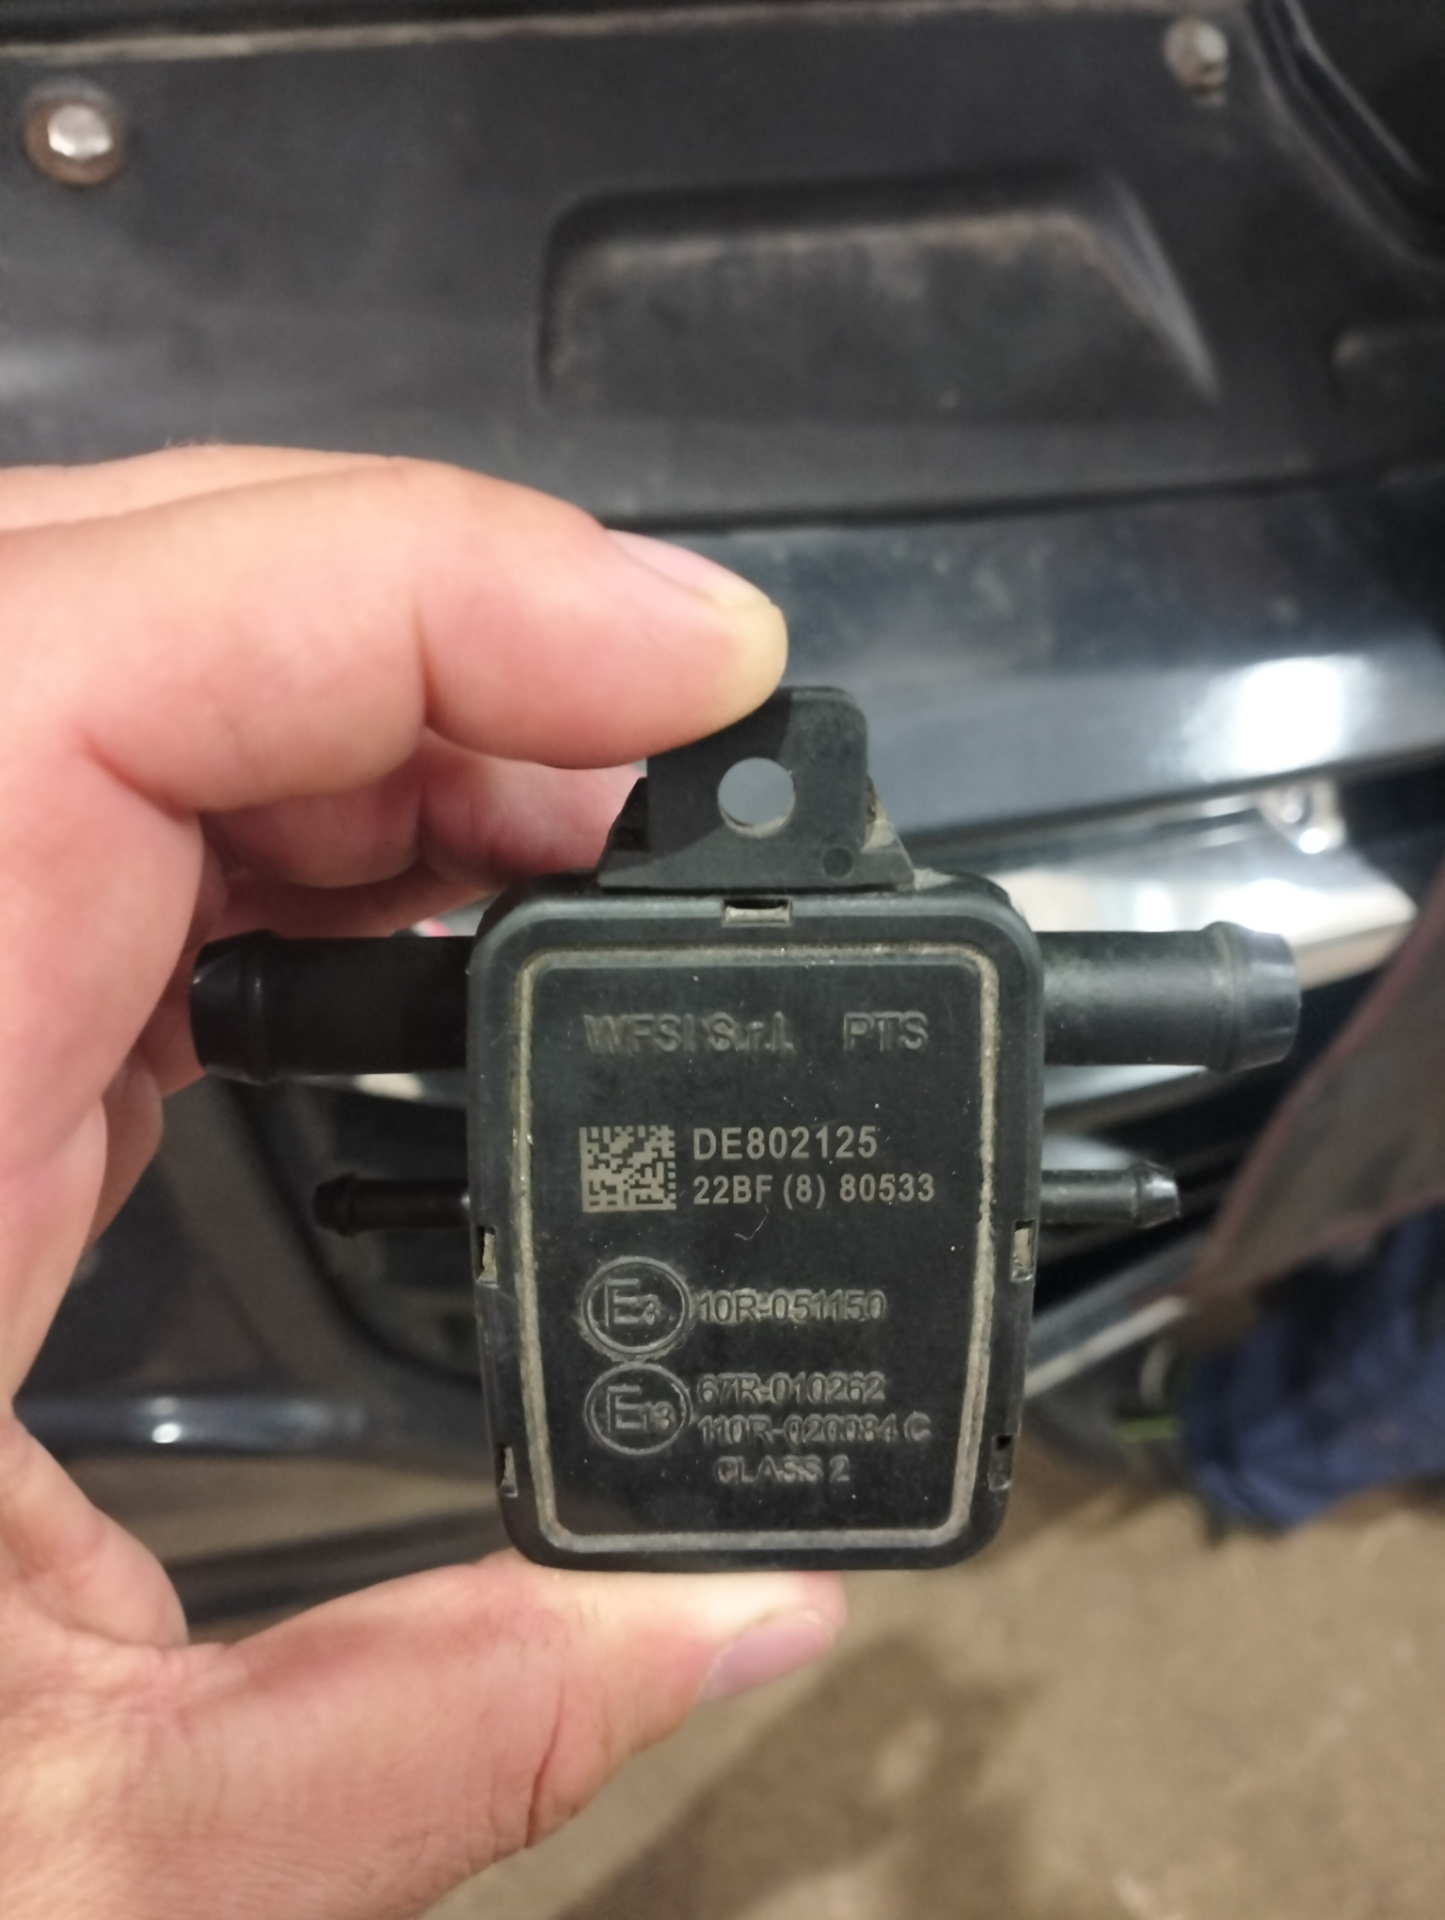 WFSI S.r.l. PTS
DE802125
22BF (8) 80533
E3 10R-051150
E13 67R-010262
110R-020084 C
CLASS 2